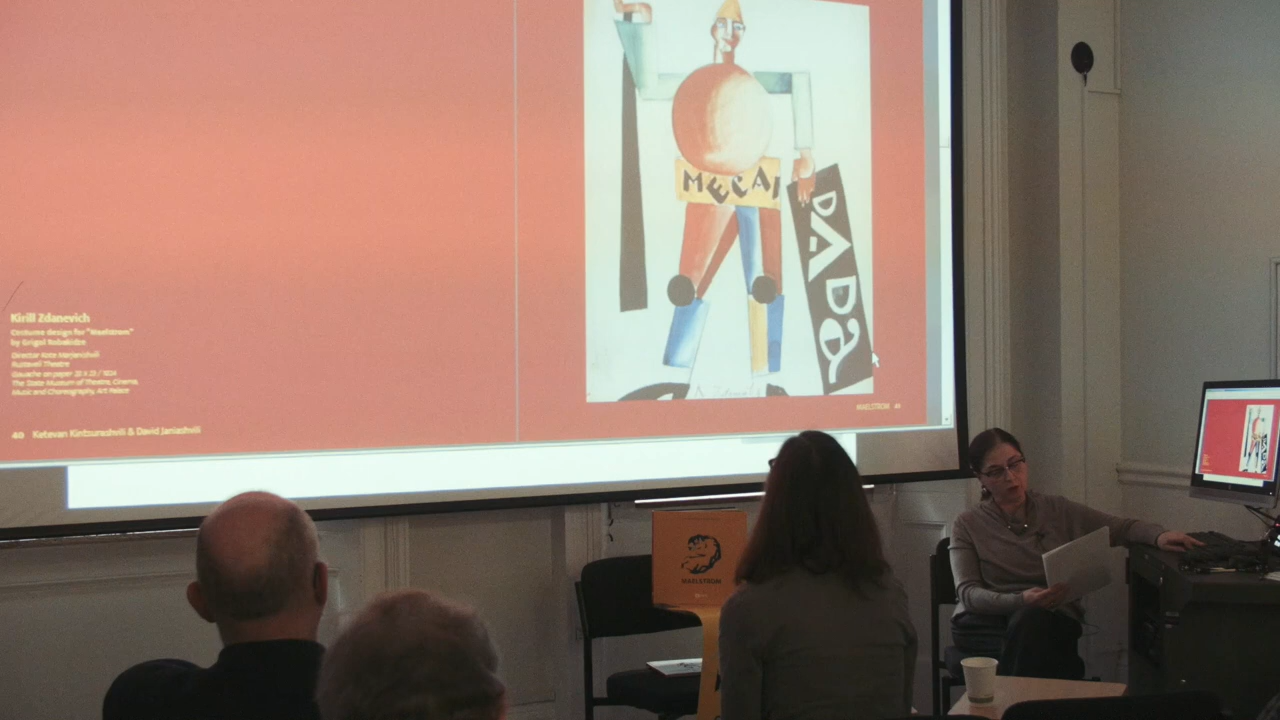 MECAI
DADa
Kirill Zdanevich
Costume design for "Maelstrom"
by Grigol Robakidze
Director Kote Marjanishvili
Rustaveli Theatre
Gouache on paper
The State Museum of Theatre, Cinema,
Music and Choreography, Art Palace
40 Ketevan Kintsurashvili & David Janiashvili
MAELSTROM 41
MAELSTROM